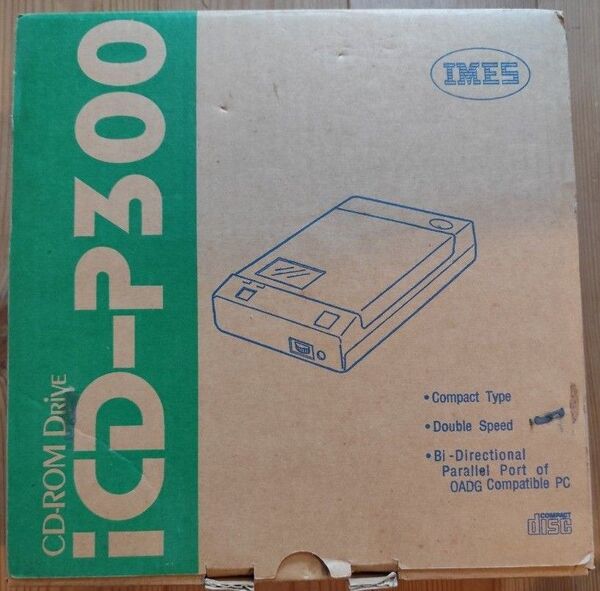 CD-ROM DRIVE
iCD-P300
IMES
• Compact Type
• Double Speed
• Bi-Directional
Parallel Port of
OADG Compatible PC
COMPACT
disc